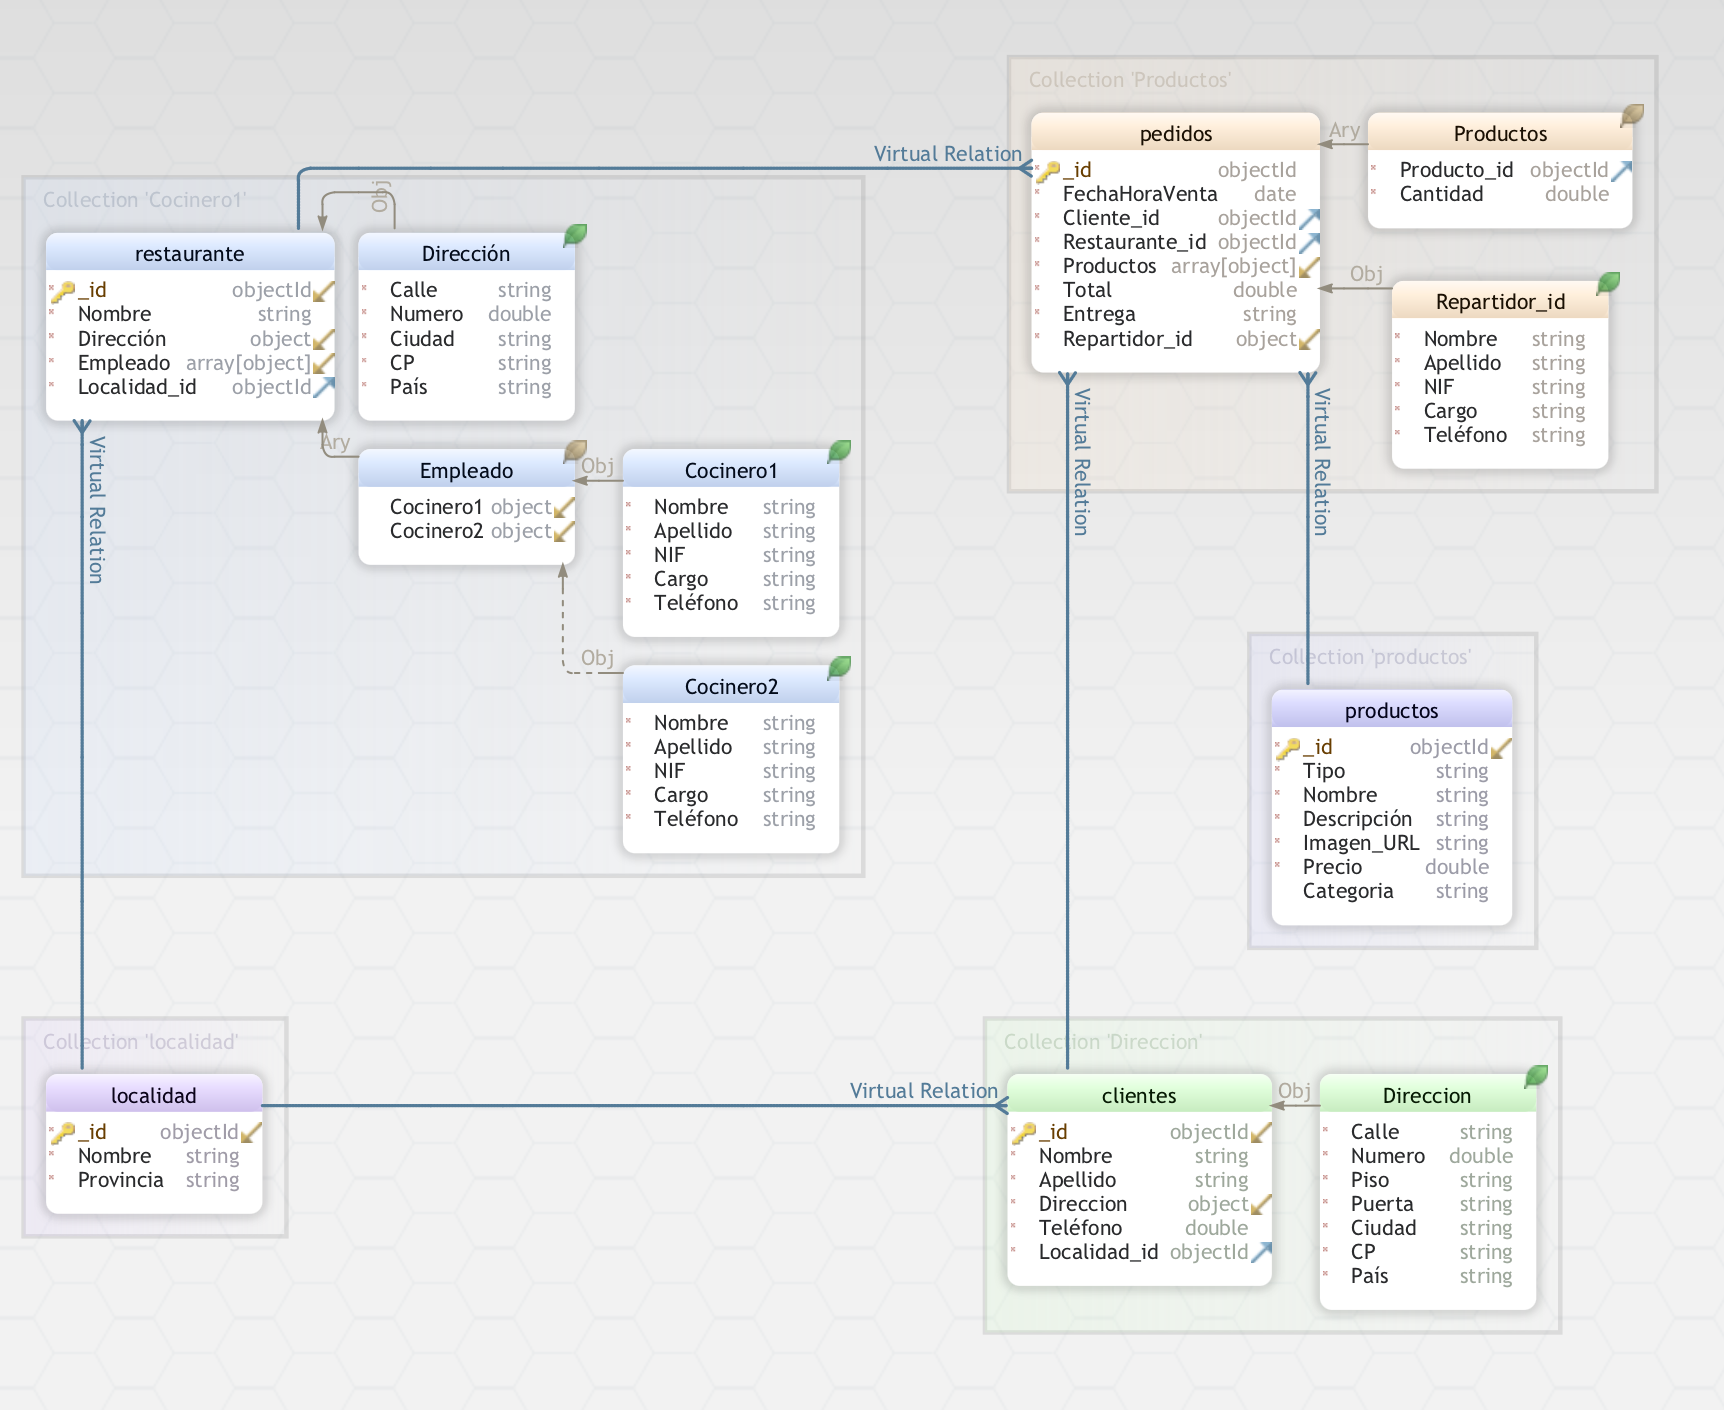 Collection 'Productos'
pedidos
_id objectId
FechaHoraVenta date
Cliente_id objectId
Restaurante_id objectId
Productos array[object]
Total double
Entrega string
Repartidor_id object
Ary
Productos
Producto_id objectId
Cantidad double
Obj
Repartidor_id
Nombre string
Apellido string
NIF string
Cargo string
Teléfono string
Virtual Relation
Collection 'Cocinero1'
Obj
restaurante
_id objectId
Nombre string
Dirección object
Empleado array[object]
Localidad_id objectId
Dirección
Calle string
Numero double
Ciudad string
CP string
País string
Ary
Empleado
Cocinero1 object
Cocinero2 object
Obj
Cocinero1
Nombre string
Apellido string
NIF string
Cargo string
Teléfono string
Obj
Cocinero2
Nombre string
Apellido string
NIF string
Cargo string
Teléfono string
Virtual Relation
Virtual Relation
Virtual Relation
Collection 'productos'
productos
_id objectId
Tipo string
Nombre string
Descripción string
Imagen_URL string
Precio double
Categoria string
Collection 'localidad'
localidad
_id objectId
Nombre string
Provincia string
Virtual Relation
Collection 'Direccion'
clientes
_id objectId
Nombre string
Apellido string
Direccion object
Teléfono double
Localidad_id objectId
Obj
Direccion
Calle string
Numero double
Piso string
Puerta string
Ciudad string
CP string
País string